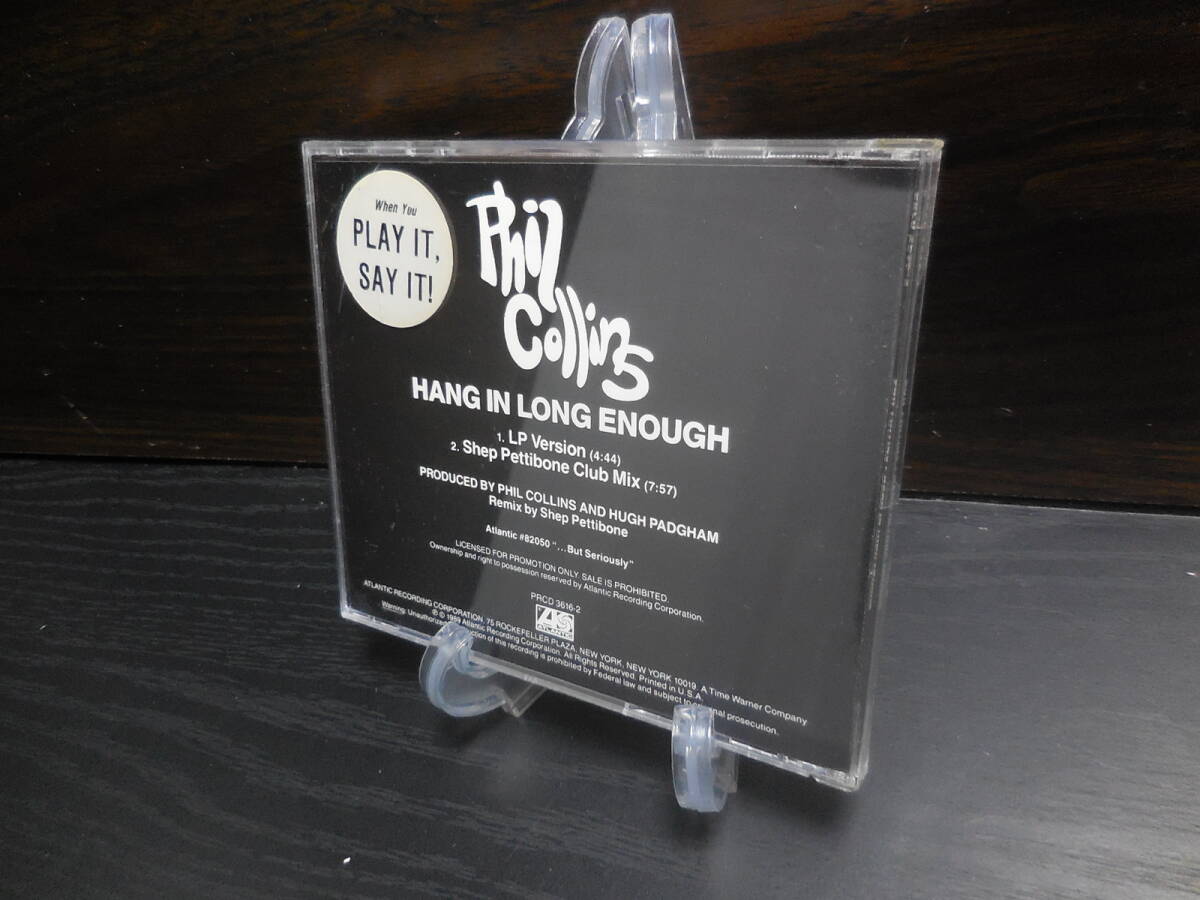 When You
PLAY IT,
SAY IT!
Phil
Collins
HANG IN LONG ENOUGH
1. LP Version (4:44)
2. Shep Pettibone Club Mix (7:57)
PRODUCED BY PHIL COLLINS AND HUGH PADGHAM
Remix by Shep Pettibone
Atlantic #82050 "...But Seriously"
LICENSED FOR PROMOTION ONLY. SALE IS PROHIBITED.
Ownership and right to possession reserved by Atlantic Recording Corporation.
PRCD 3616-2
ATLANTIC
ATLANTIC RECORDING CORPORATION, 75 ROCKEFELLER PLAZA, NEW YORK, NEW YORK 10019. A Time Warner Company
℗ © 1989 Atlantic Recording Corporation. All Rights Reserved. Printed in U.S.A.
Warning: Unauthorized of this recording is prohibited by Federal law and subject to prosecution.